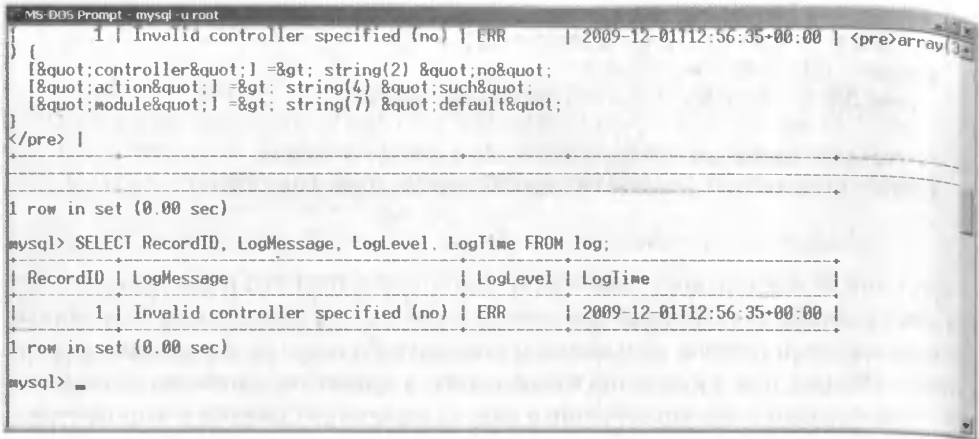 MS-DOS Prompt - mysql -u root
| 1 | Invalid controller specified (no) | ERR | 2009-12-01T12:56:35+00:00 | <pre>array(3
) {
[&quot;controller&quot;] =&gt; string(2) &quot;no&quot;
[&quot;action&quot;] =&gt; string(4) &quot;such&quot;
[&quot;module&quot;] =&gt; string(7) &quot;default&quot;
}
</pre> |
1 row in set (0.00 sec)
mysql> SELECT RecordID, LogMessage, LogLevel, LogTime FROM log;
| RecordID | LogMessage | LogLevel | LogTime |
| 1 | Invalid controller specified (no) | ERR | 2009-12-01T12:56:35+00:00 |
1 row in set (0.00 sec)
mysql>